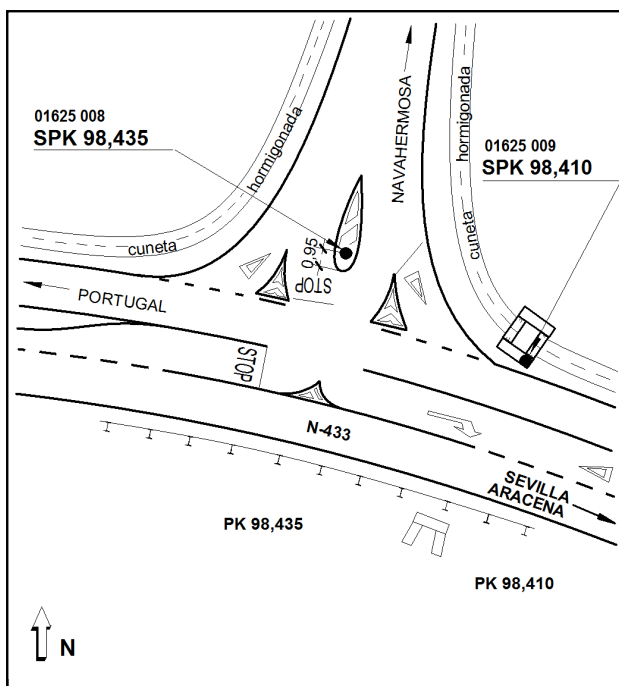 01625 008
SPK 98,435
hormigonada
cuneta
NAVAHERMOSA
hormigonada
cuneta
01625 009
SPK 98,410
0,95
STOP
PORTUGAL
STOP
N-433
SEVILLA
ARACENA
PK 98,435
PK 98,410
N